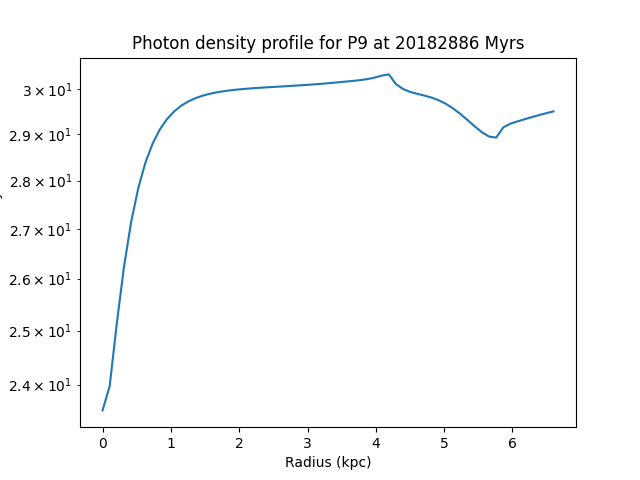 Photon density profile for P9 at 20182886 Myrs
3 × 10¹
2.9 × 10¹
2.8 × 10¹
2.7 × 10¹
2.6 × 10¹
2.5 × 10¹
2.4 × 10¹
0 1 2 3 4 5 6
Radius (kpc)